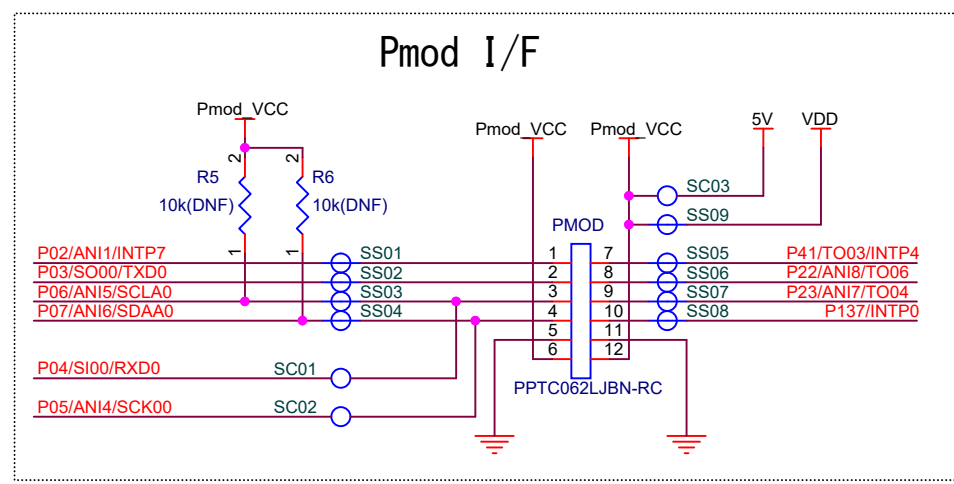 Pmod I/F
Pmod_VCC
Pmod_VCC
Pmod_VCC
5V
VDD
2
2
R5
R6
10k(DNF)
10k(DNF)
1
1
SC03
SS09
PMOD
P02/ANI1/INTP7
SS01
1
7
SS05
P41/TO03/INTP4
P03/SO00/TXD0
SS02
2
8
SS06
P22/ANI8/TO06
P06/ANI5/SCLA0
SS03
3
9
SS07
P23/ANI7/TO04
P07/ANI6/SDAA0
SS04
4
10
SS08
P137/INTP0
5
11
6
12
P04/SI00/RXD0
SC01
PPTC062LJBN-RC
P05/ANI4/SCK00
SC02